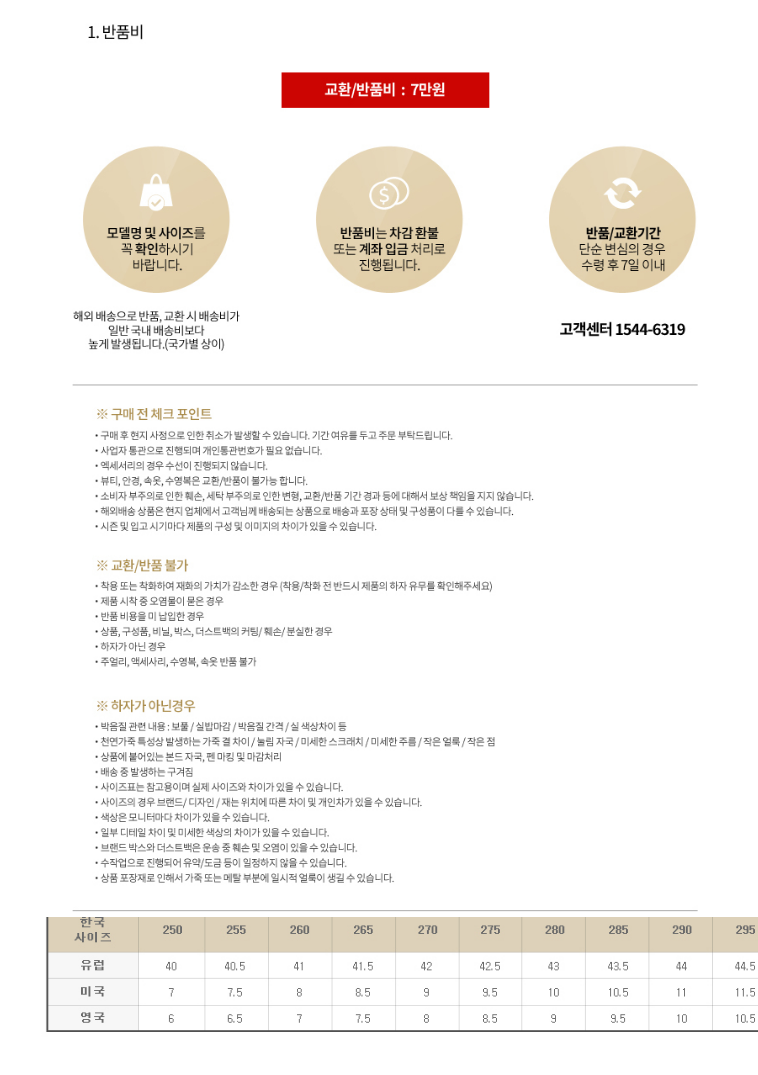 1. 반품비
교환/반품비 : 7만원
모델명 및 사이즈를
꼭 확인하시기
바랍니다.
반품비는 차감 환불
또는 계좌 입금 처리로
진행됩니다.
반품/교환기간
단순 변심의 경우
수령 후 7일 이내
해외 배송으로 반품, 교환 시 배송비가
일반 국내 배송비보다
높게 발생됩니다.(국가별 상이)
고객센터 1544-6319
※ 구매 전 체크 포인트
• 구매 후 현지 사정으로 인한 취소가 발생할 수 있습니다. 기간 여유를 두고 주문 부탁드립니다.
• 사업자 통관으로 진행되며 개인통관번호가 필요 없습니다.
• 엑세서리의 경우 수선이 진행되지 않습니다.
• 뷰티, 안경, 속옷, 수영복은 교환/반품이 불가능 합니다.
• 소비자 부주의로 인한 훼손, 세탁 부주의로 인한 변형, 교환/반품 기간 경과 등에 대해서 보상 책임을 지지 않습니다.
• 해외배송 상품은 현지 업체에서 고객님께 배송되는 상품으로 배송과 포장 상태 및 구성품이 다를 수 있습니다.
• 시즌 및 입고 시기마다 제품의 구성 및 이미지의 차이가 있을 수 있습니다.
※ 교환/반품 불가
• 착용 또는 착화하여 재화의 가치가 감소한 경우 (착용/착화 전 반드시 제품의 하자 유무를 확인해주세요)
• 제품 시착 중 오염물이 묻은 경우
• 반품 비용을 미 납입한 경우
• 상품, 구성품, 비닐, 박스, 더스트백의 커팅/ 훼손/ 분실한 경우
• 하자가 아닌 경우
• 주얼리, 액세사리, 수영복, 속옷 반품 불가
※ 하자가 아닌경우
• 박음질 관련 내용 : 보풀 / 실밥마감 / 박음질 간격 / 실 색상차이 등
• 천연가죽 특성상 발생하는 가죽 결 차이 / 눌림 자국 / 미세한 스크래치 / 미세한 주름 / 작은 얼룩 / 작은 점
• 상품에 붙어있는 본드 자국, 펜 마킹 및 마감처리
• 배송 중 발생하는 구겨짐
• 사이즈표는 참고용이며 실제 사이즈와 차이가 있을 수 있습니다.
• 사이즈의 경우 브랜드/ 디자인 / 재는 위치에 따른 차이 및 개인차가 있을 수 있습니다.
• 색상은 모니터마다 차이가 있을 수 있습니다.
• 일부 디테일 차이 및 미세한 색상의 차이가 있을 수 있습니다.
• 브랜드 박스와 더스트백은 운송 중 훼손 및 오염이 있을 수 있습니다.
• 수작업으로 진행되어 유약/도금 등이 일정하지 않을 수 있습니다.
• 상품 포장재로 인해서 가죽 또는 메탈 부분에 일시적 얼룩이 생길 수 있습니다.
한국
사이즈 250 255 260 265 270 275 280 285 290 295
유럽 40 40.5 41 41.5 42 42.5 43 43.5 44 44.5
미국 7 7.5 8 8.5 9 9.5 10 10.5 11 11.5
영국 6 6.5 7 7.5 8 8.5 9 9.5 10 10.5